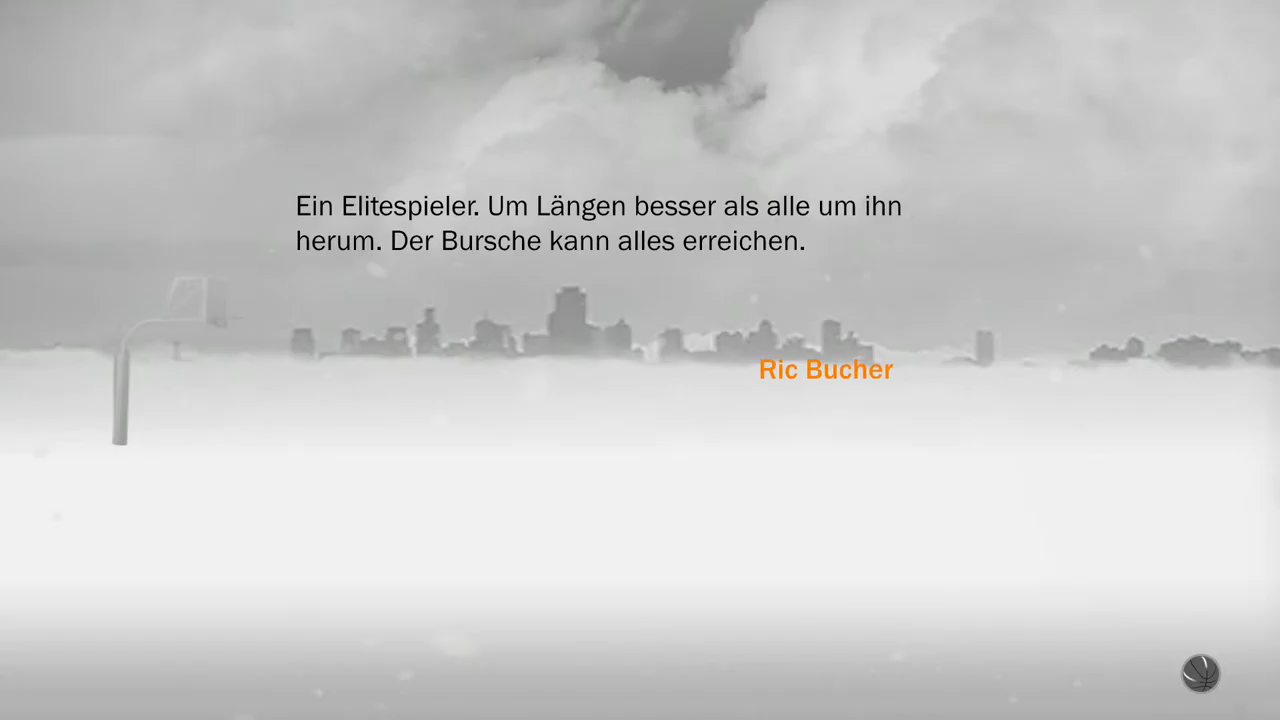 Ein Elitespieler. Um Längen besser als alle um ihn
herum. Der Bursche kann alles erreichen.
Ric Bucher